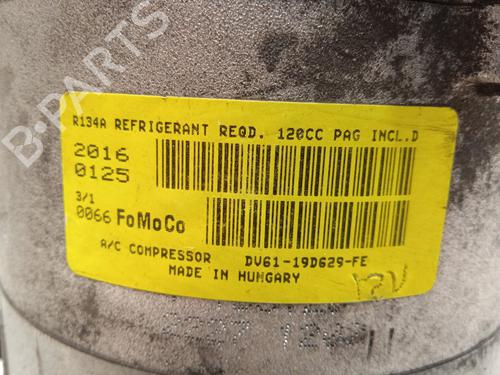 B-PARTS
R134A REFRIGERANT REQD. 120CC PAG INCL.D
2016
0125
3/1
0066 FoMoCo
A/C COMPRESSOR DV61-19D629-FE
MADE IN HUNGARY
12V